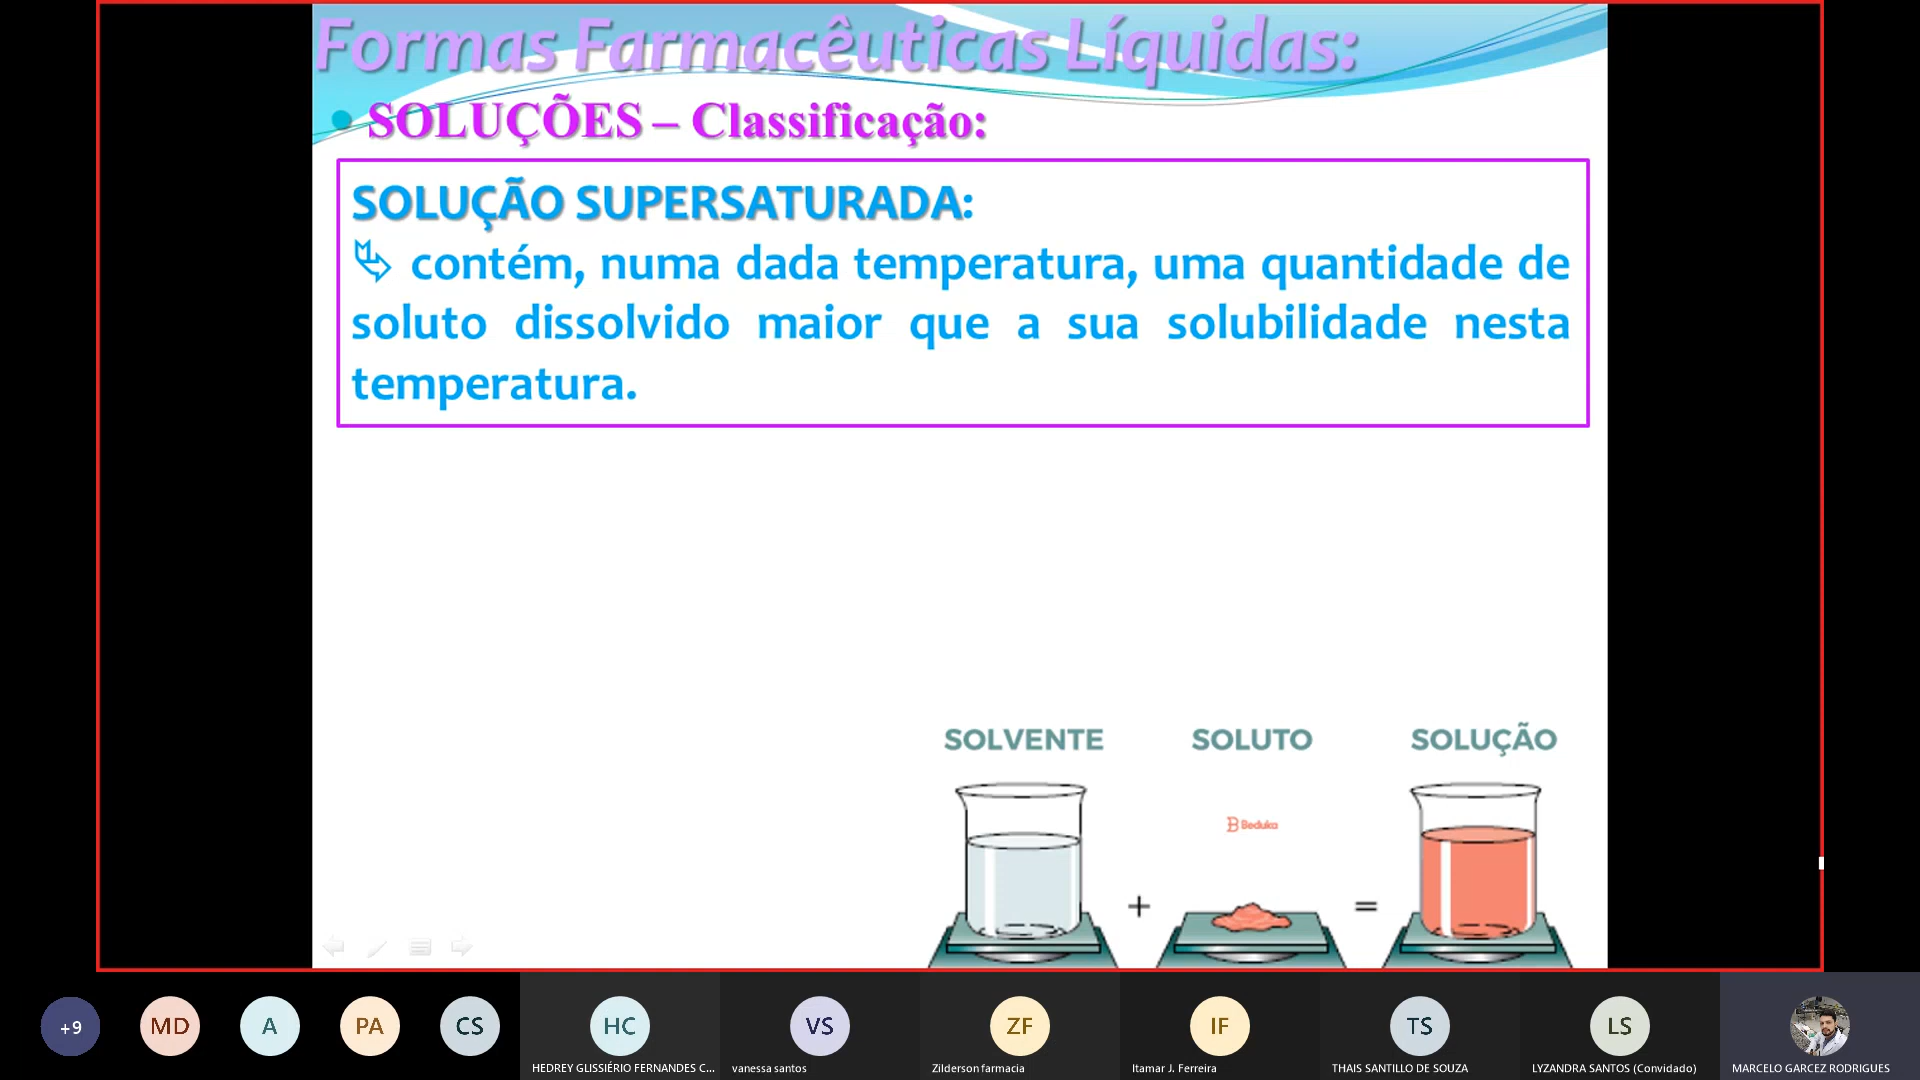 Formas Farmacêuticas Líquidas:
• SOLUÇÕES – Classificação:
SOLUÇÃO SUPERSATURADA:
contém, numa dada temperatura, uma quantidade de
soluto dissolvido maior que a sua solubilidade nesta
temperatura.
SOLVENTE SOLUTO SOLUÇÃO
Beduka
+ =
+9 MD A PA CS HC VS ZF IF TS LS
HEDREY GLISSIÉRIO FERNANDES C... vanessa santos Zilderson farmacia Itamar J. Ferreira THAIS SANTILLO DE SOUZA LYZANDRA SANTOS (Convidado) MARCELO GARCEZ RODRIGUES